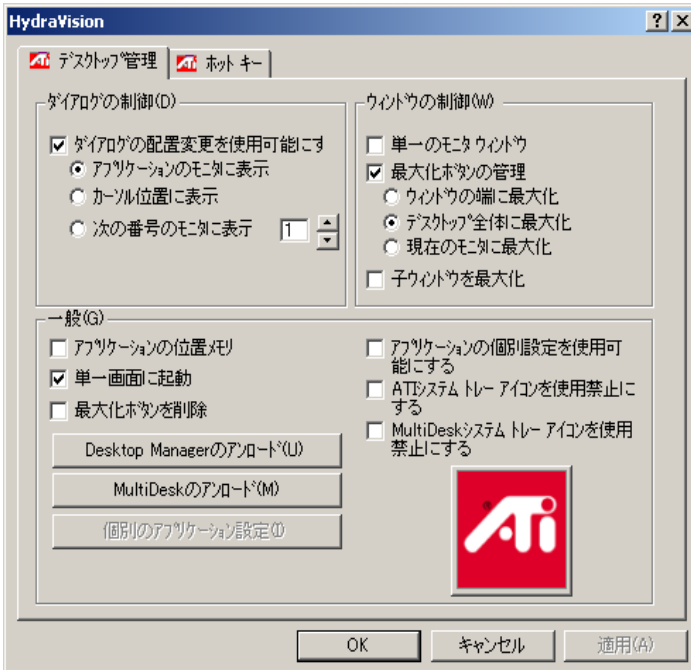 HydraVision
デスクトップ管理
ホット キー
ダイアログの制御(D)
ダイアログの配置変更を使用可能にす
アプリケーションのモニタに表示
カーソル位置に表示
次の番号のモニタに表示 1
ウィンドウの制御(W)
単一のモニタ ウィンドウ
最大化ボタンの管理
ウィンドウの端に最大化
デスクトップ全体に最大化
現在のモニタに最大化
子ウィンドウを最大化
一般(G)
アプリケーションの位置メモリ
単一画面に起動
最大化ボタンを削除
Desktop Managerのアンロード(U)
MultiDeskのアンロード(M)
個別のアプリケーション設定(I)
アプリケーションの個別設定を使用可
能にする
ATIシステム トレー アイコンを使用禁止に
する
MultiDeskシステム トレー アイコンを使用
禁止にする
ATI
OK
キャンセル
適用(A)